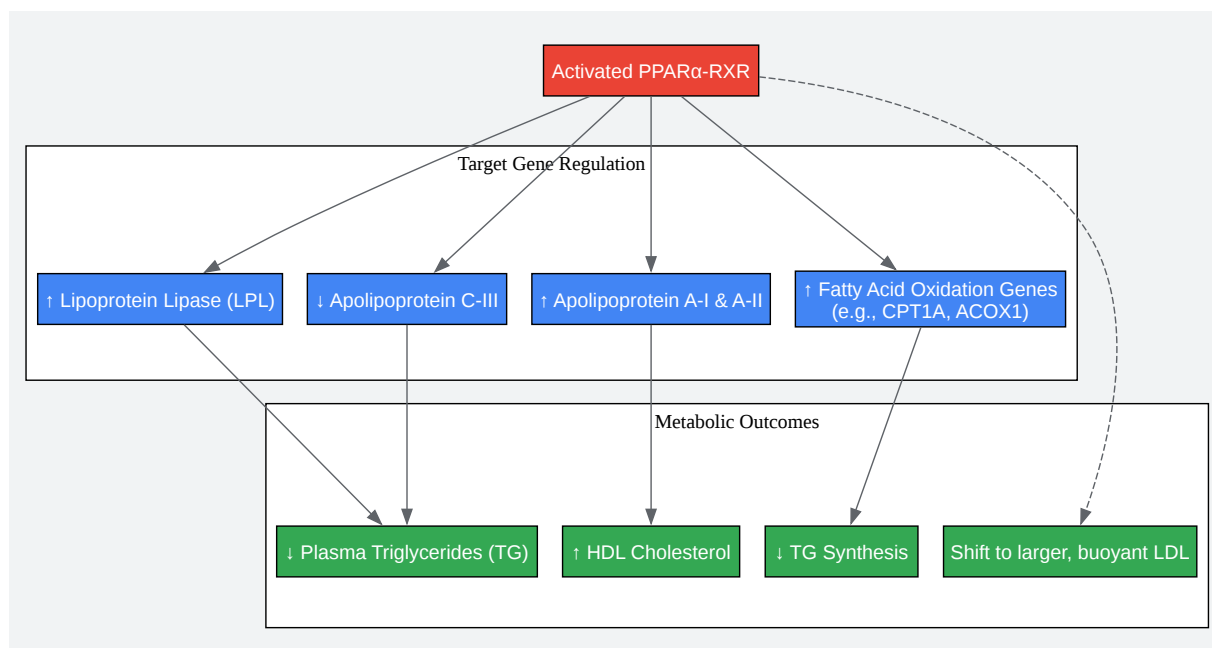 Activated PPARα-RXR
Target Gene Regulation
↑ Lipoprotein Lipase (LPL)
↓ Apolipoprotein C-III
↑ Apolipoprotein A-I & A-II
↑ Fatty Acid Oxidation Genes
(e.g., CPT1A, ACOX1)
Metabolic Outcomes
↓ Plasma Triglycerides (TG)
↑ HDL Cholesterol
↓ TG Synthesis
Shift to larger, buoyant LDL